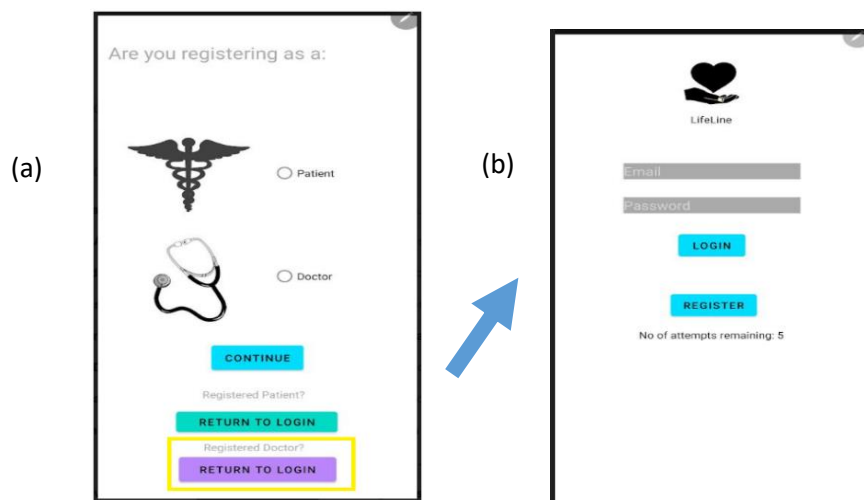 (a)
Are you registering as a:
Patient
Doctor
CONTINUE
Registered Patient?
RETURN TO LOGIN
Registered Doctor?
RETURN TO LOGIN
(b)
LifeLine
Email
Password
LOGIN
REGISTER
No of attempts remaining: 5